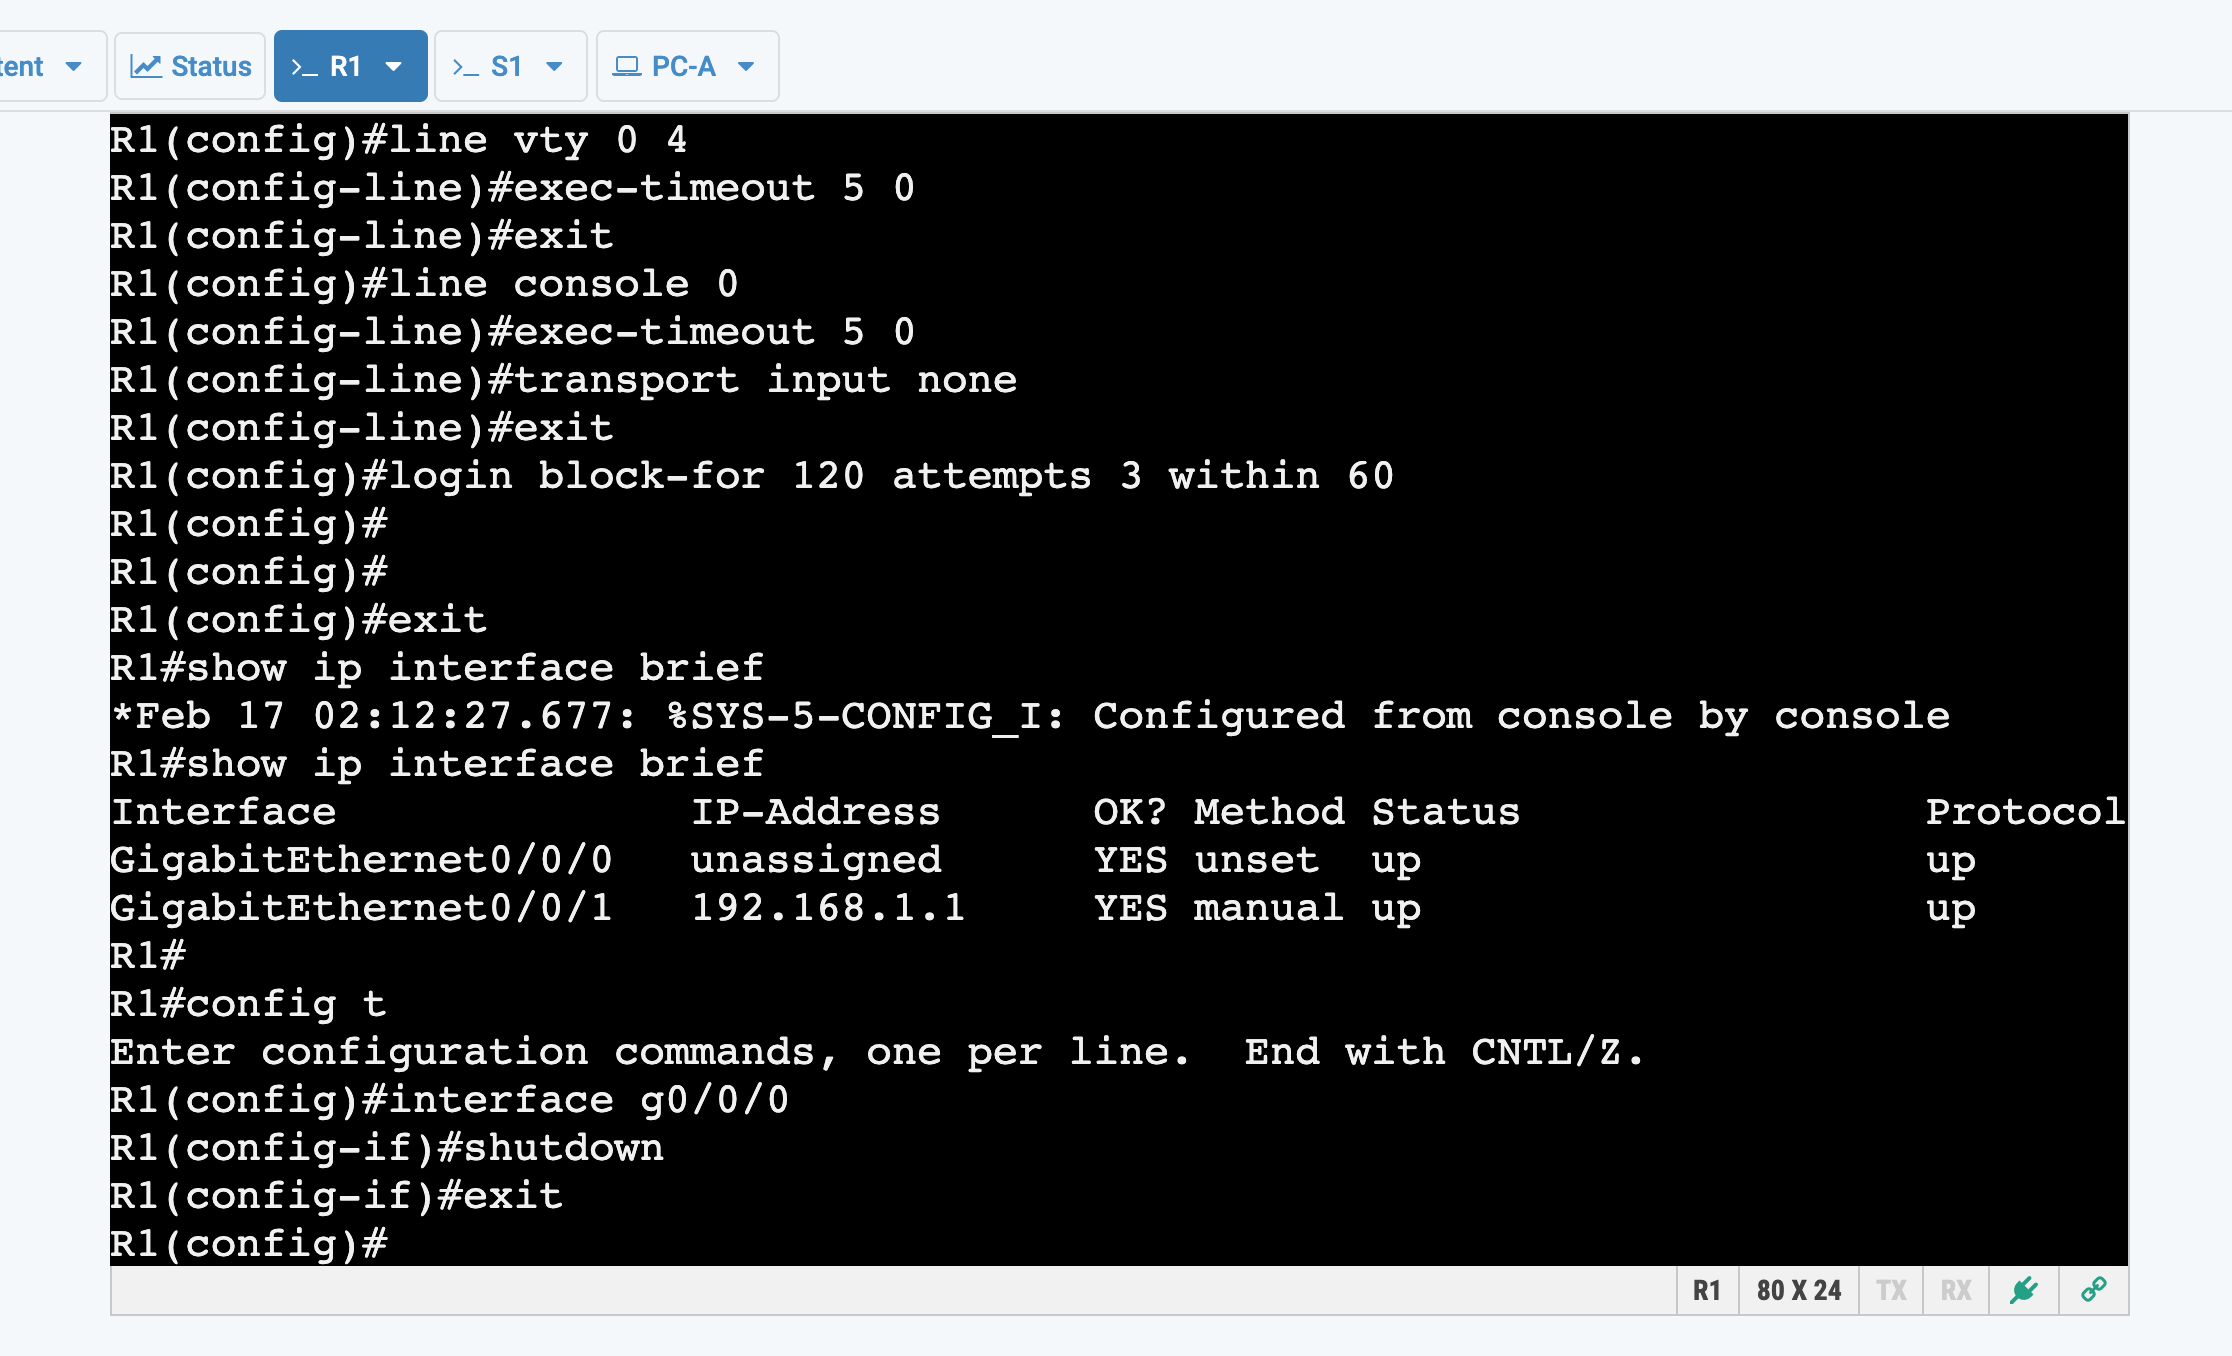 tent
Status
>_ R1
>_ S1
PC-A
R1(config)#line vty 0 4
R1(config-line)#exec-timeout 5 0
R1(config-line)#exit
R1(config)#line console 0
R1(config-line)#exec-timeout 5 0
R1(config-line)#transport input none
R1(config-line)#exit
R1(config)#login block-for 120 attempts 3 within 60
R1(config)#
R1(config)#
R1(config)#exit
R1#show ip interface brief
*Feb 17 02:12:27.677: %SYS-5-CONFIG_I: Configured from console by console
R1#show ip interface brief
Interface              IP-Address      OK? Method Status                Protocol
GigabitEthernet0/0/0   unassigned      YES unset  up                    up
GigabitEthernet0/0/1   192.168.1.1     YES manual up                    up
R1#
R1#config t
Enter configuration commands, one per line.  End with CNTL/Z.
R1(config)#interface g0/0/0
R1(config-if)#shutdown
R1(config-if)#exit
R1(config)#
R1
80 X 24
TX
RX